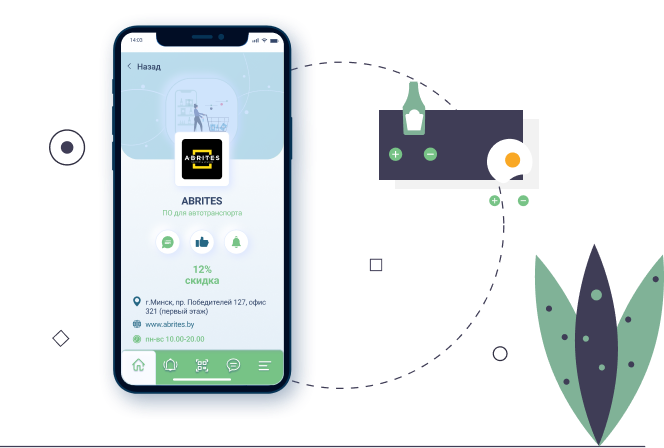 14:03
Назад
ABRITES
ABRITES
ПО для автотранспорта
12%
скидка
г.Минск, пр. Победителей 127, офис
321 (первый этаж)
www.abrites.by
пн-вс 10.00-20.00